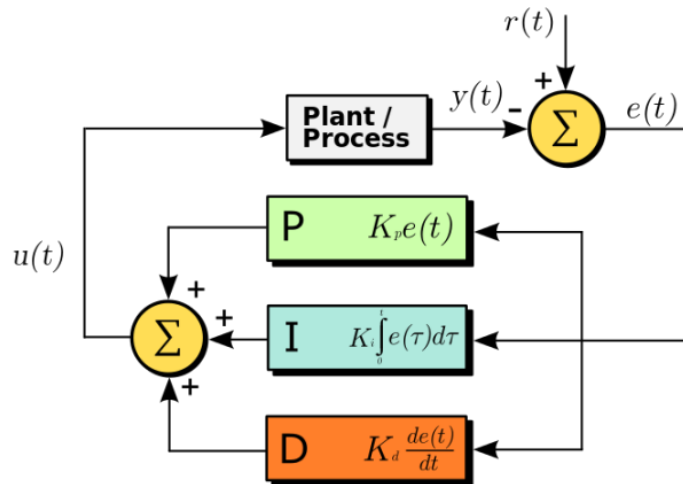 r(t)
+
Plant / Process y(t) - Σ e(t)
P K_p e(t)
u(t)
+
Σ + I K_i ∫_0^t e(τ)dτ
+
D K_d de(t)/dt